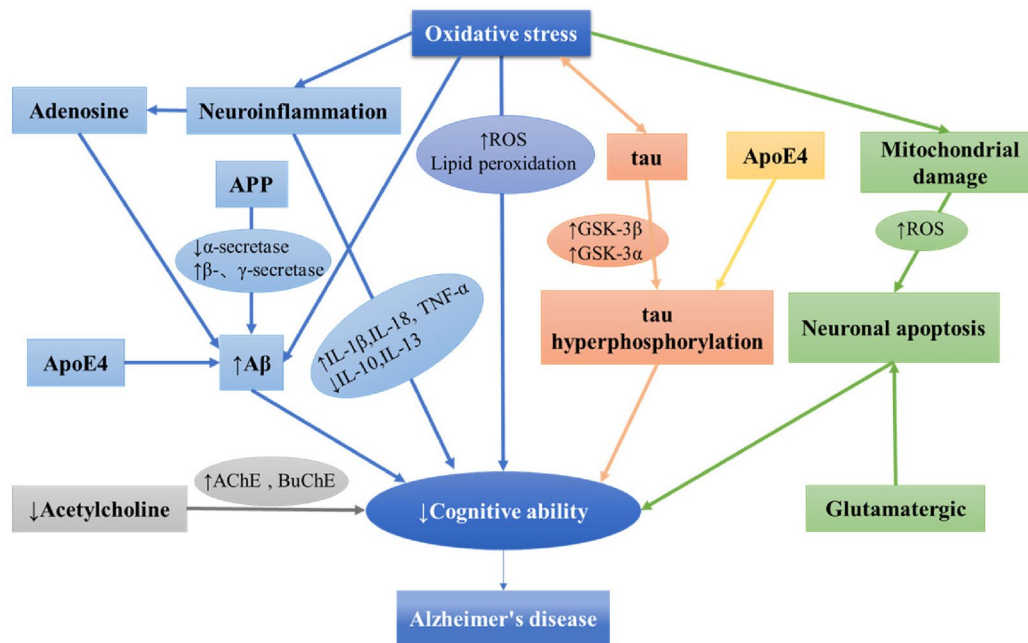 Oxidative stress
Adenosine
Neuroinflammation
↑ROS
Lipid peroxidation
tau
ApoE4
Mitochondrial
damage
APP
↓α-secretase
↑β-、γ-secretase
↑GSK-3β
↑GSK-3α
↑ROS
↑IL-1β,IL-18, TNF-α
↓IL-10,IL-13
tau
hyperphosphorylation
Neuronal apoptosis
ApoE4
↑Aβ
↑AChE , BuChE
↓Acetylcholine
↓Cognitive ability
Glutamatergic
Alzheimer's disease